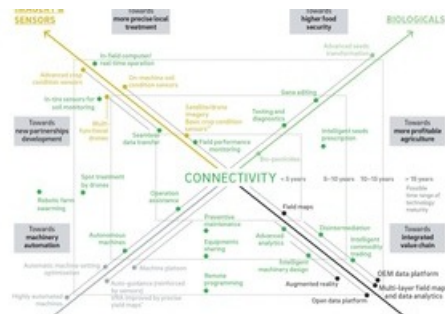 IMAGERY &
SENSORS
Towards
more precise local
treatment
Towards
higher food
security
BIOLOGICALS
In-field computer/
real-time operation
Advanced seeds
transformation
Advanced crop
condition sensors
On-machine soil
condition sensors
Gene editing
In-row sensors for
soil monitoring
Satellite/drone
imagery
Basic crop condition
sensors
Towards
new partnerships
development
Multi-
functional
drones
Seamless
data transfer
Field performance
monitoring
Testing and
diagnostics
Intelligent seeds
prescription
Towards
more profitable
agriculture
Bio-pesticides
CONNECTIVITY
< 5 years
5–10 years
10–15 years
> 15 years
Possible
time range of
technology
maturity
Spot treatment
by drones
Robotic farm
swarming
Operation
assistance
Field maps
Towards
machinery
automation
Autonomous
machines
Preventive
maintenance
Equipments
sharing
Advanced
analytics
Disintermediation
Intelligent
commodity
trading
Towards
integrated
value chain
Automatic machine setting
optimisation
Machine platoon
Intelligent
machinery design
Highly automated
machines
Auto-guidance (reinforced
by sensors)
VRA improved by precise
yield maps
Remote
programming
Augmented reality
Open data platform
OEM data platform
Multi-layer field map
and data analytics